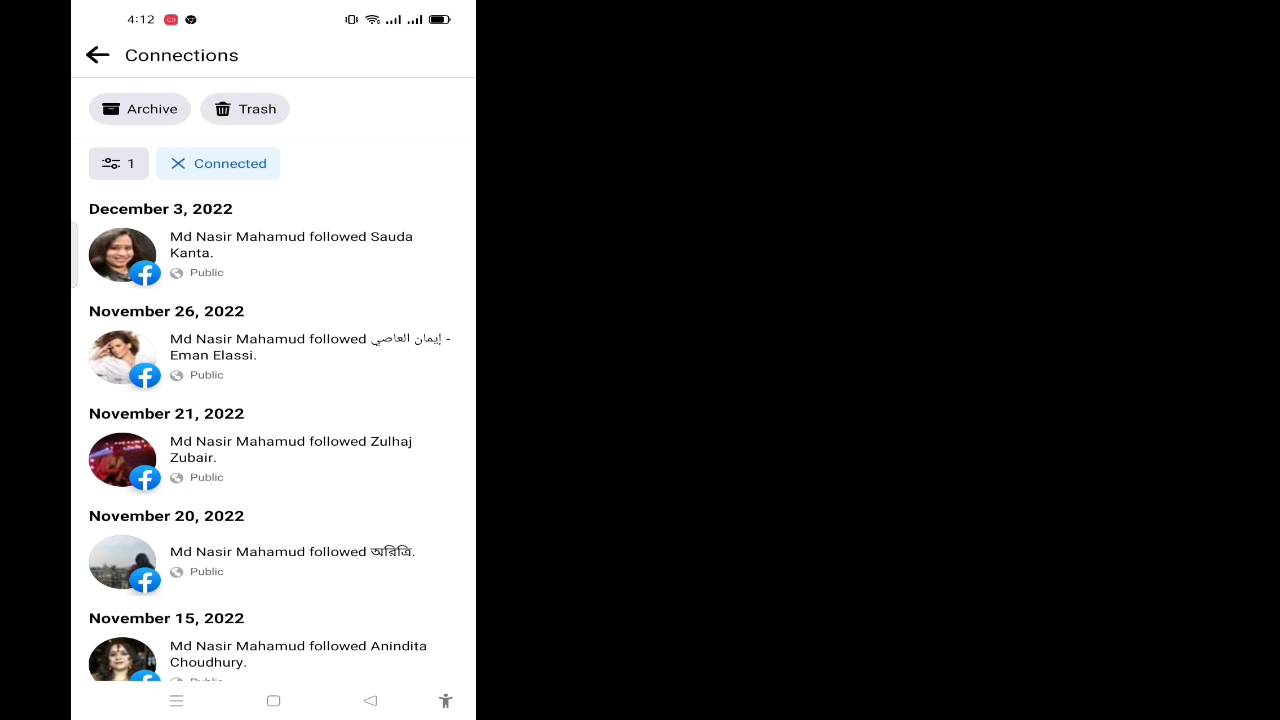 4:12
Connections
Archive
Trash
1
Connected
December 3, 2022
Md Nasir Mahamud followed Sauda
Kanta.
Public
November 26, 2022
Md Nasir Mahamud followed إيمان العاصي -
Eman Elassi.
Public
November 21, 2022
Md Nasir Mahamud followed Zulhaj
Zubair.
Public
November 20, 2022
Md Nasir Mahamud followed অরিত্রি.
Public
November 15, 2022
Md Nasir Mahamud followed Anindita
Choudhury.
Public